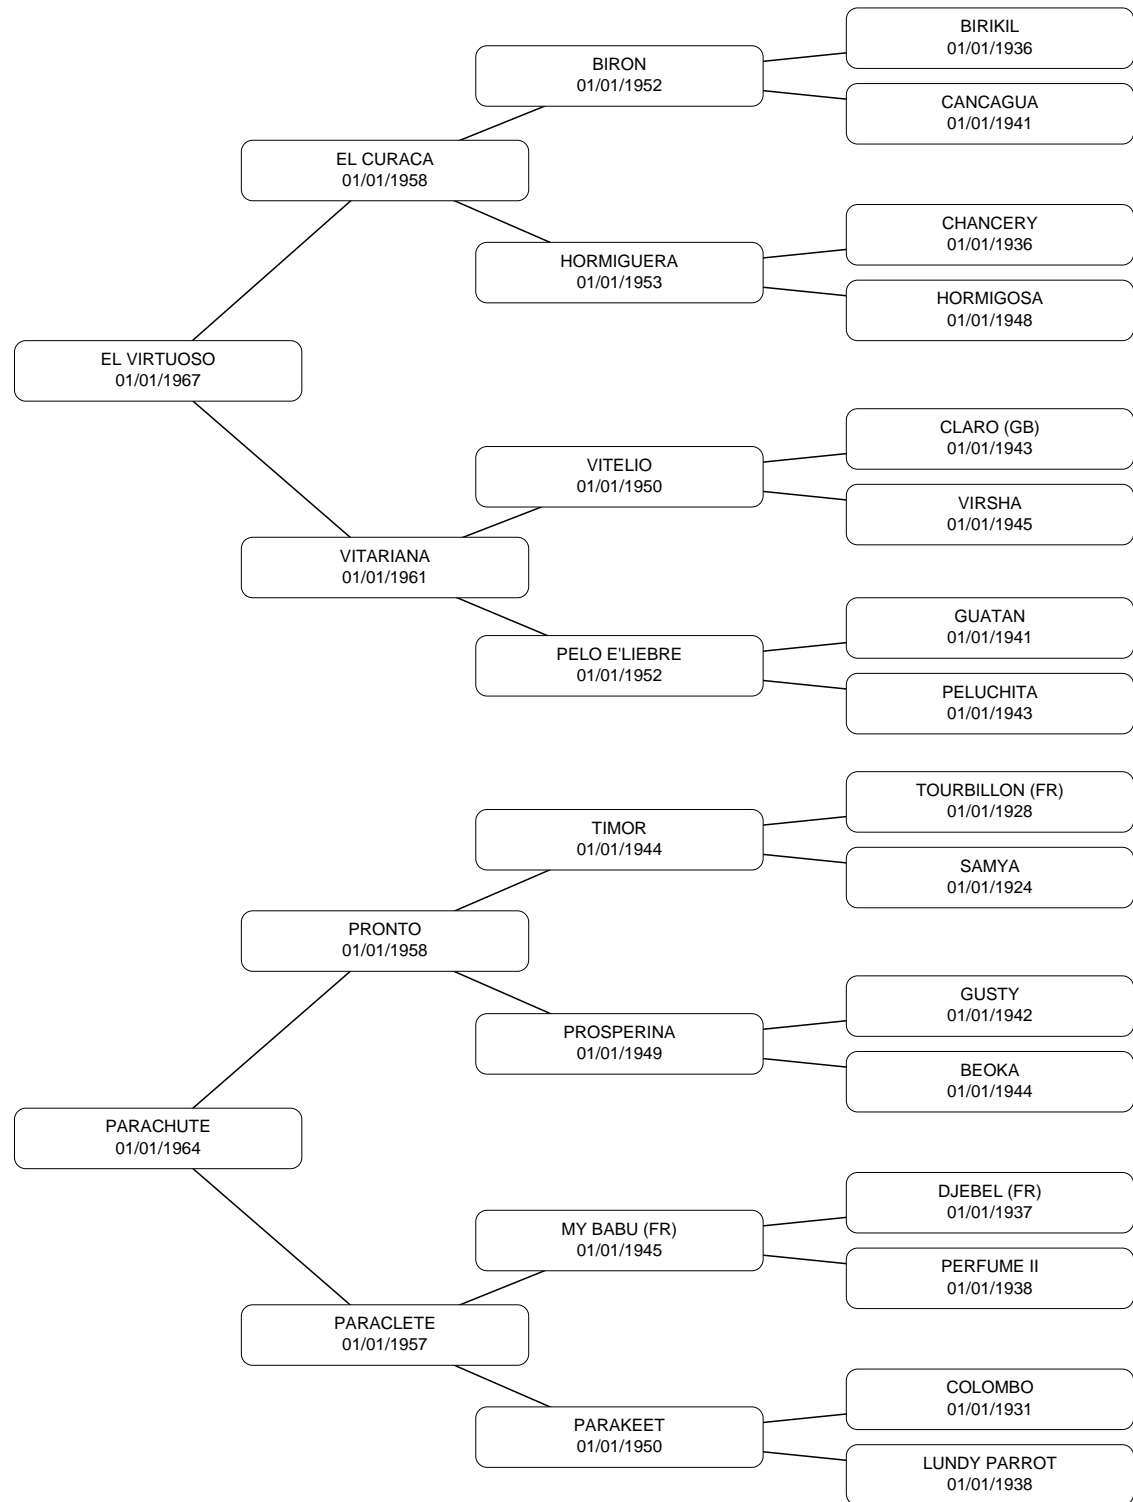 BIRIKIL
01/01/1936
BIRON
01/01/1952
CANCAGUA
01/01/1941
EL CURACA
01/01/1958
CHANCERY
01/01/1936
HORMIGUERA
01/01/1953
HORMIGOSA
01/01/1948
EL VIRTUOSO
01/01/1967
CLARO (GB)
01/01/1943
VITELIO
01/01/1950
VIRSHA
01/01/1945
VITARIANA
01/01/1961
GUATAN
01/01/1941
PELO E'LIEBRE
01/01/1952
PELUCHITA
01/01/1943
TOURBILLON (FR)
01/01/1928
TIMOR
01/01/1944
SAMYA
01/01/1924
PRONTO
01/01/1958
GUSTY
01/01/1942
PROSPERINA
01/01/1949
BEOKA
01/01/1944
PARACHUTE
01/01/1964
DJEBEL (FR)
01/01/1937
MY BABU (FR)
01/01/1945
PERFUME II
01/01/1938
PARACLETE
01/01/1957
COLOMBO
01/01/1931
PARAKEET
01/01/1950
LUNDY PARROT
01/01/1938